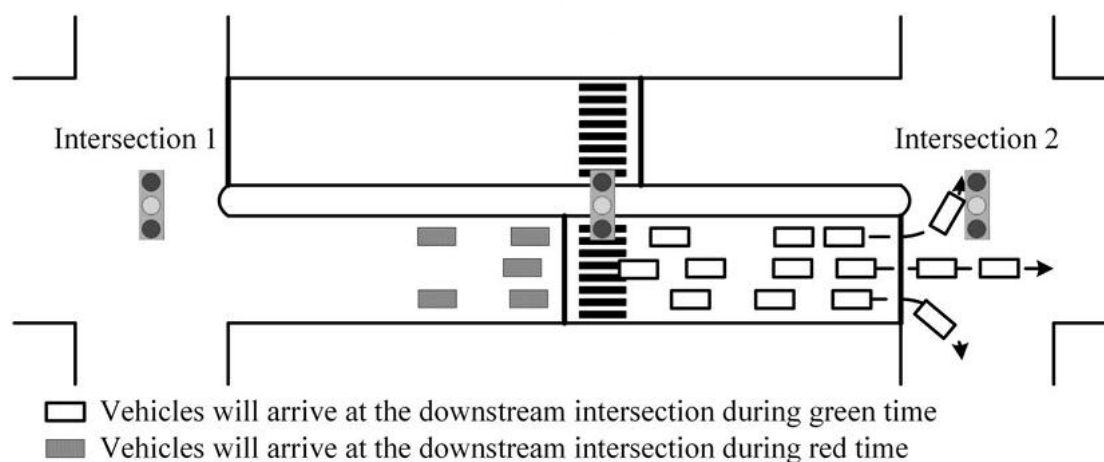 Intersection 1
Intersection 2
Vehicles will arrive at the downstream intersection during green time
Vehicles will arrive at the downstream intersection during red time